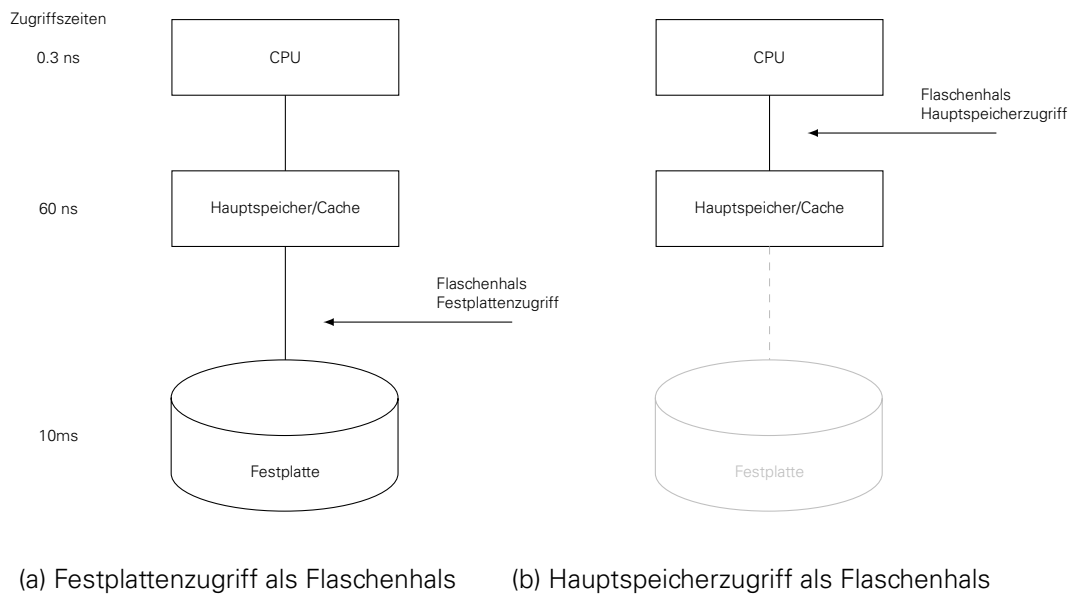 Zugriffszeiten
0.3 ns
CPU
CPU
Flaschenhals
Hauptspeicherzugriff
60 ns
Hauptspeicher/Cache
Hauptspeicher/Cache
Flaschenhals
Festplattenzugriff
10ms
Festplatte
Festplatte
(a) Festplattenzugriff als Flaschenhals
(b) Hauptspeicherzugriff als Flaschenhals